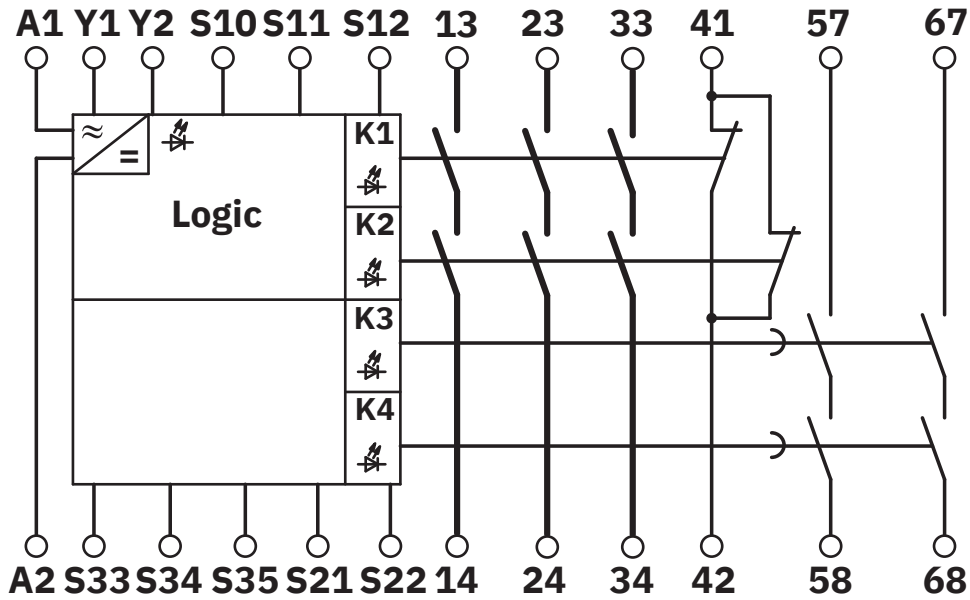 A1 Y1 Y2 S10 S11 S12 13 23 33 41 57 67
≈
=
K1
Logic
K2
K3
K4
A2 S33 S34 S35 S21 S22 14 24 34 42 58 68